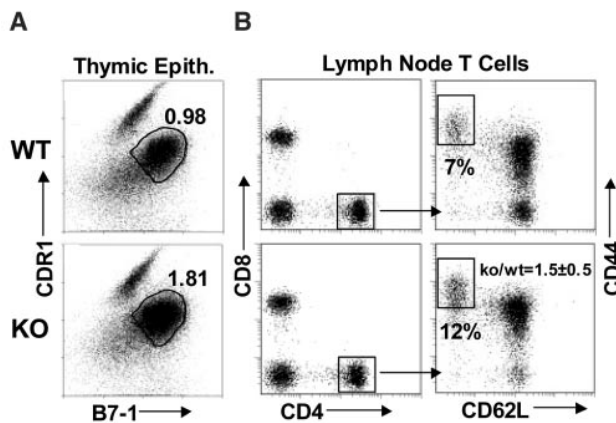 A
B
Thymic Epith.
Lymph Node T Cells
WT
0.98
7%
CDR1
CD8
CD44
KO
1.81
ko/wt=1.5±0.5
12%
B7-1
CD4
CD62L